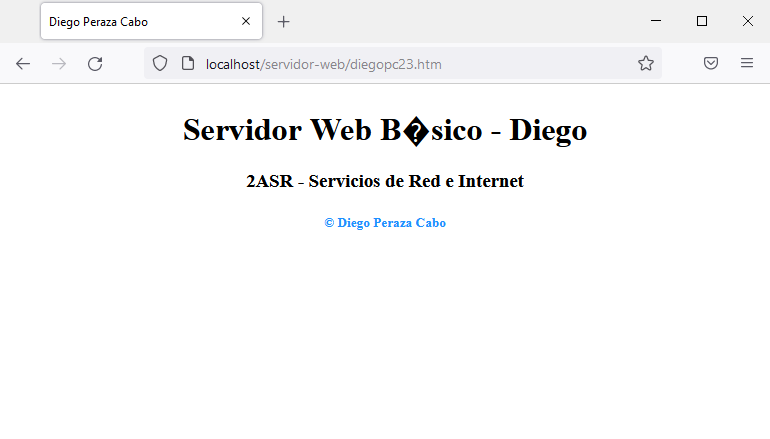 Diego Peraza Cabo
localhost/servidor-web/diegopc23.htm
Servidor Web B�sico - Diego
2ASR - Servicios de Red e Internet
© Diego Peraza Cabo